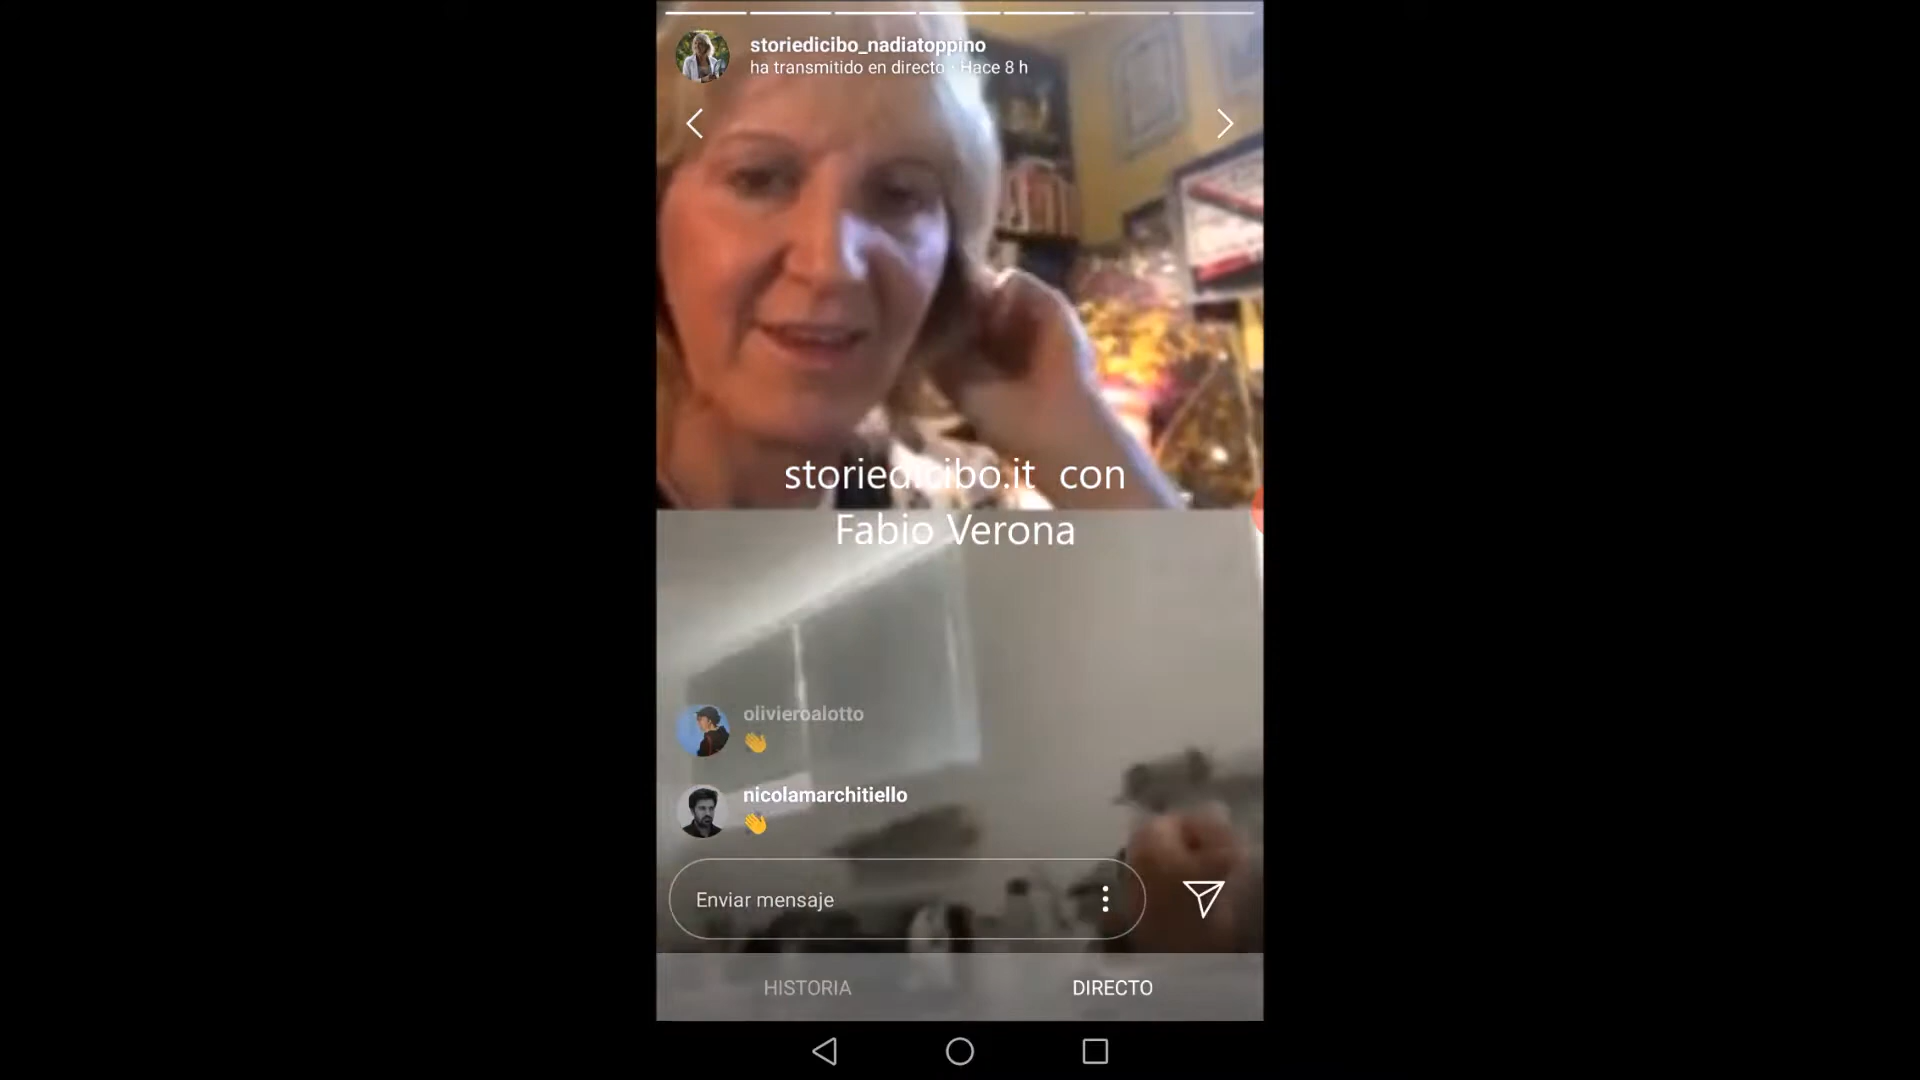 storiedicibo_nadiatoppino
ha transmitido en directo · Hace 8 h
storiedicibo.it con
Fabio Verona
olivieroalotto
👋
nicolamarchitiello
👋
Enviar mensaje
HISTORIA
DIRECTO